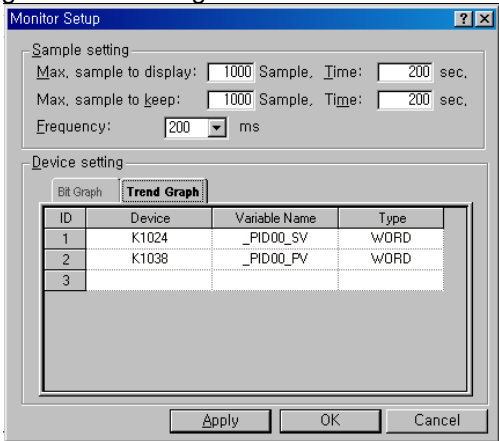 Monitor Setup
Sample setting
Max. sample to display: 1000 Sample, Time: 200 sec.
Max. sample to keep: 1000 Sample, Time: 200 sec.
Frequency: 200 ms
Device setting
Bit Graph Trend Graph
ID Device Variable Name Type
1 K1024 _PID00_SV WORD
2 K1038 _PID00_PV WORD
3
Apply OK Cancel